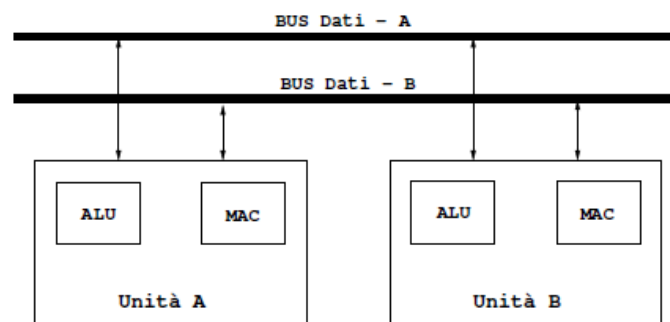 BUS Dati – A
BUS Dati – B
ALU
MAC
ALU
MAC
Unità A
Unità B